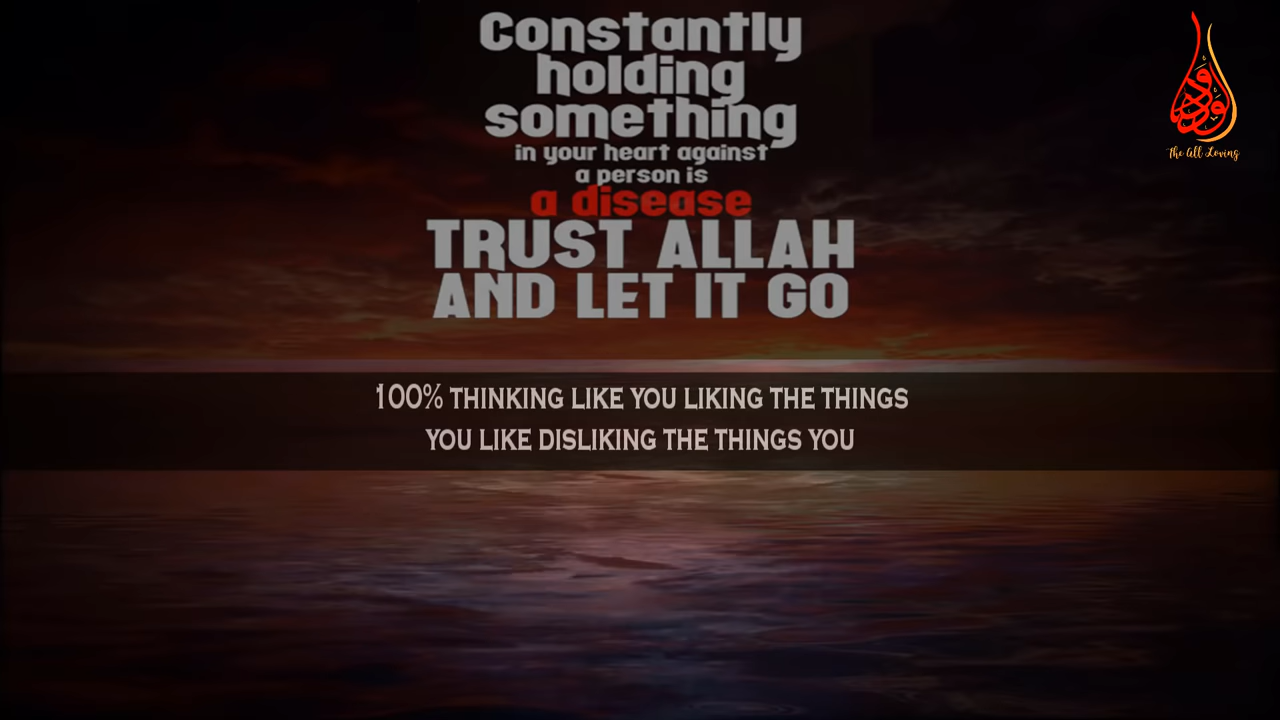 Constantly
holding
something
in your heart against
a person is
a disease
TRUST ALLAH
AND LET IT GO
The All Loving
100% THINKING LIKE YOU LIKING THE THINGS
YOU LIKE DISLIKING THE THINGS YOU